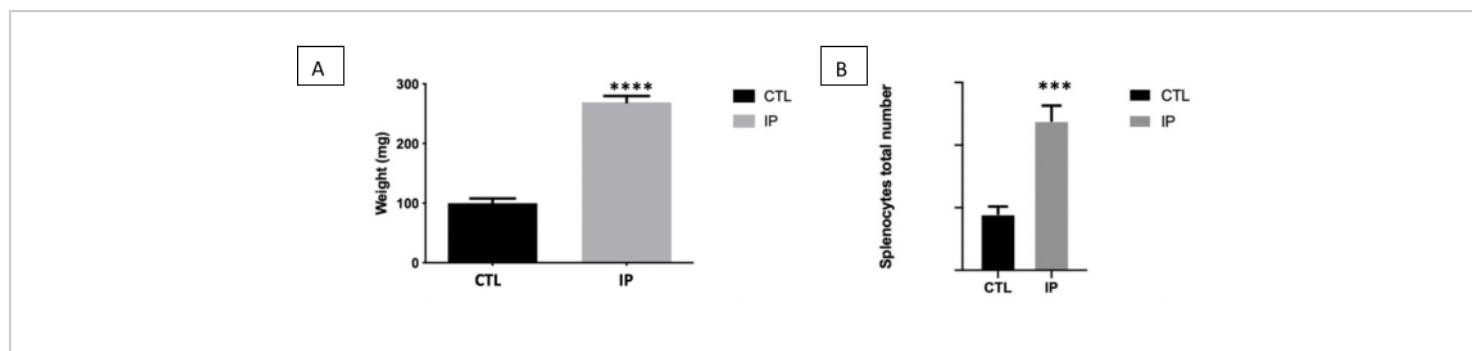 A
Weight (mg)
300
200
100
0
****
CTL
IP
CTL
IP
B
Splenocytes total number
***
CTL
IP
CTL
IP